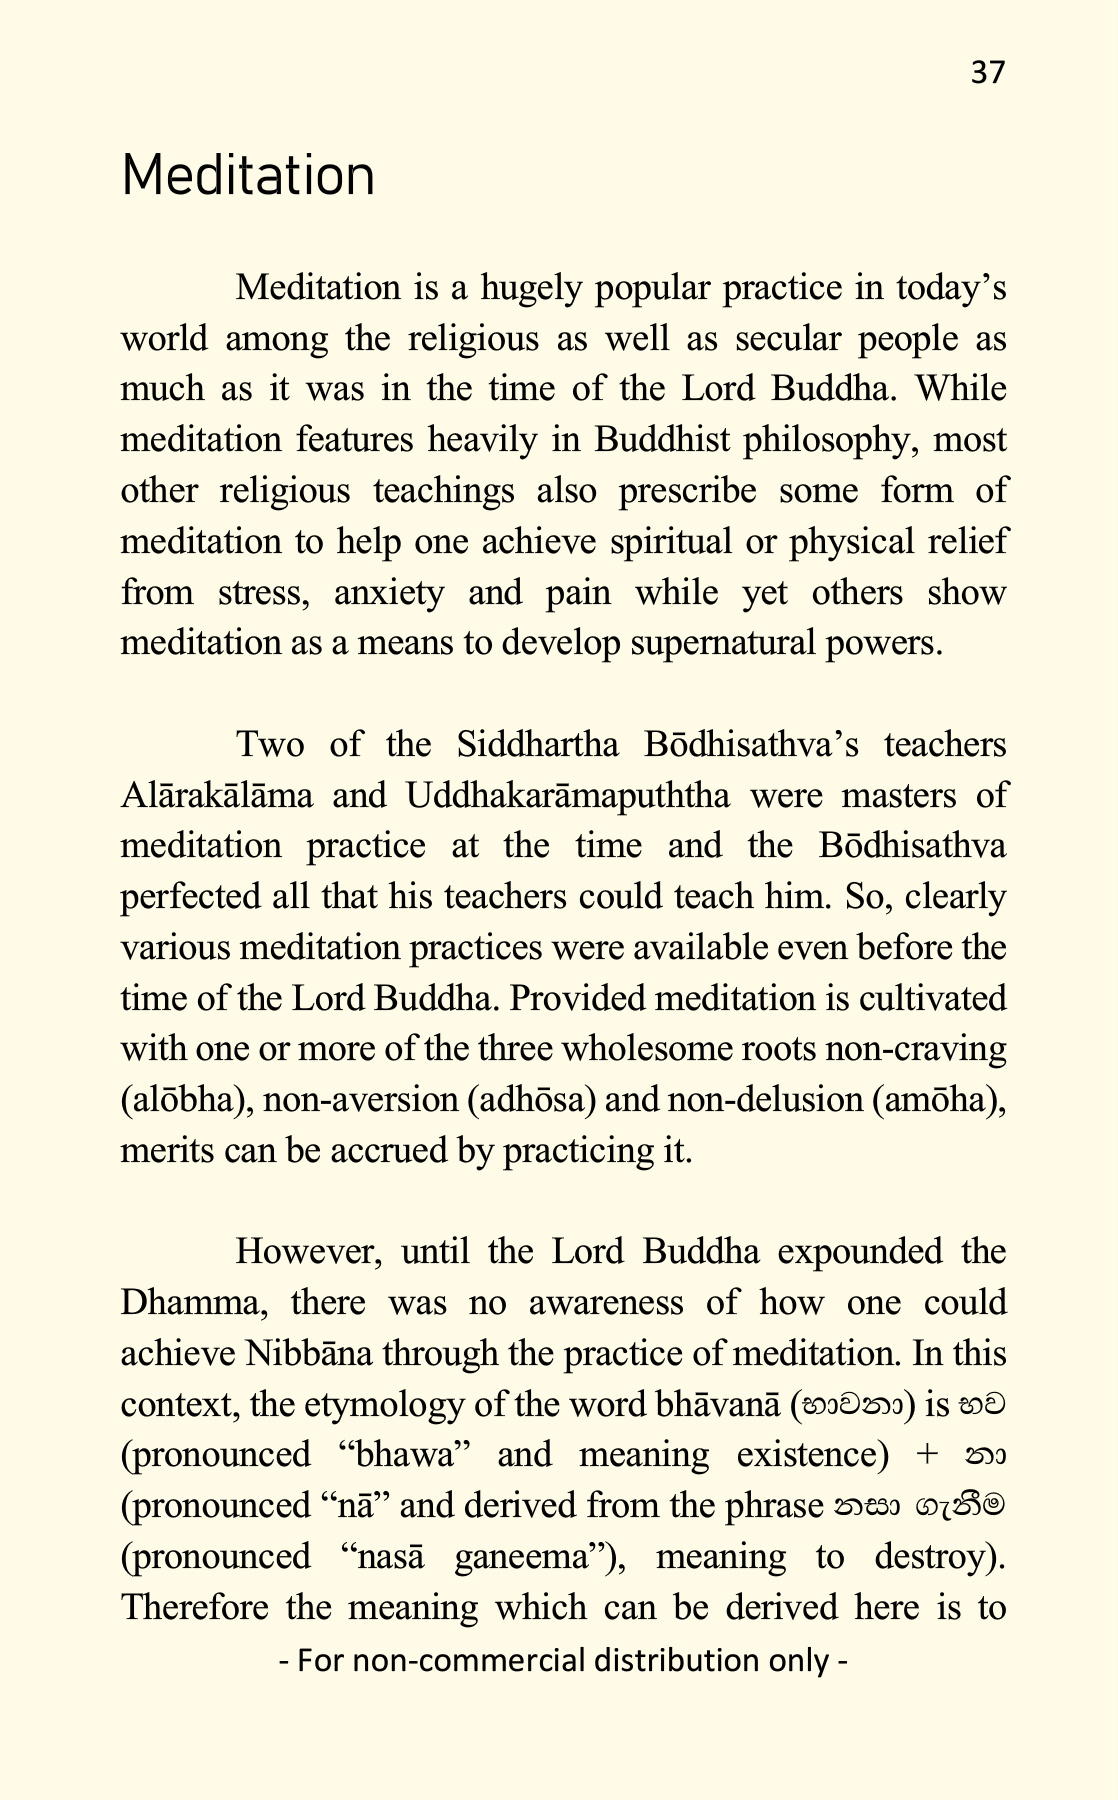 37
Meditation
Meditation is a hugely popular practice in today’s
world among the religious as well as secular people as
much as it was in the time of the Lord Buddha. While
meditation features heavily in Buddhist philosophy, most
other religious teachings also prescribe some form of
meditation to help one achieve spiritual or physical relief
from stress, anxiety and pain while yet others show
meditation as a means to develop supernatural powers.
Two of the Siddhartha Bōdhisathva’s teachers
Alārakālāma and Uddhakarāmapuththa were masters of
meditation practice at the time and the Bōdhisathva
perfected all that his teachers could teach him. So, clearly
various meditation practices were available even before the
time of the Lord Buddha. Provided meditation is cultivated
with one or more of the three wholesome roots non-craving
(alōbha), non-aversion (adhōsa) and non-delusion (amōha),
merits can be accrued by practicing it.
However, until the Lord Buddha expounded the
Dhamma, there was no awareness of how one could
achieve Nibbāna through the practice of meditation. In this
context, the etymology of the word bhāvanā (භාවනා) is භව
(pronounced “bhawa” and meaning existence) + නා
(pronounced “nā” and derived from the phrase නසා ගැනීම
(pronounced “nasā ganeema”), meaning to destroy).
Therefore the meaning which can be derived here is to
- For non-commercial distribution only -